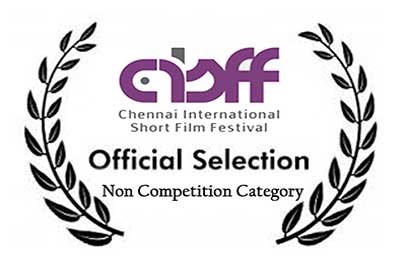 cisff
Chennai International
Short Film Festival
Official Selection
Non Competition Category